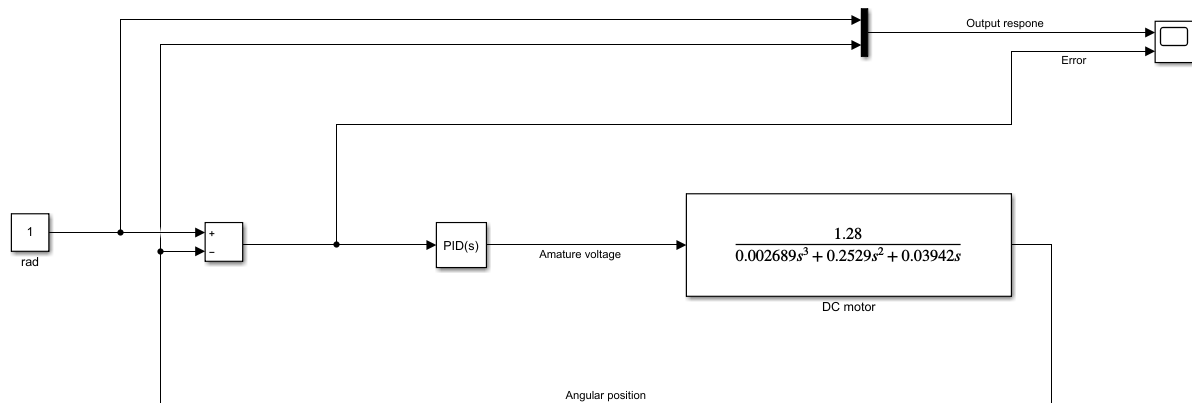 Output respone
Error
1
rad
+
−
PID(s)
Amature voltage
1.28
0.002689s³ + 0.2529s² + 0.03942s
DC motor
Angular position